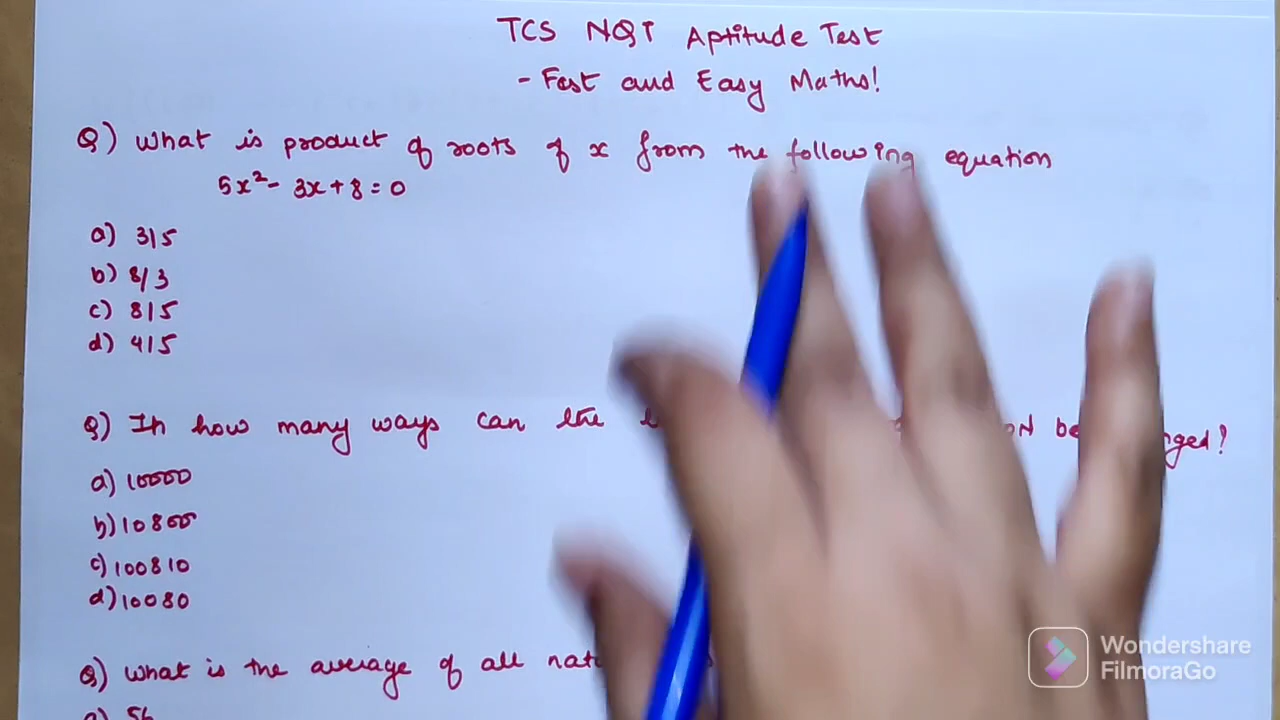 TCS NQT Aptitude Test
- Fast and Easy Maths!
Q) What is product of roots of x from the following equation
5x²- 3x+8=0
a) 3/5
b) 8/3
c) 8/5
d) 4/5
Q) In how many ways can the be
a) 10000
b) 10800
c) 100810
d) 10080
Q) What is the average of all
a) 56
Wondershare
FilmoraGo